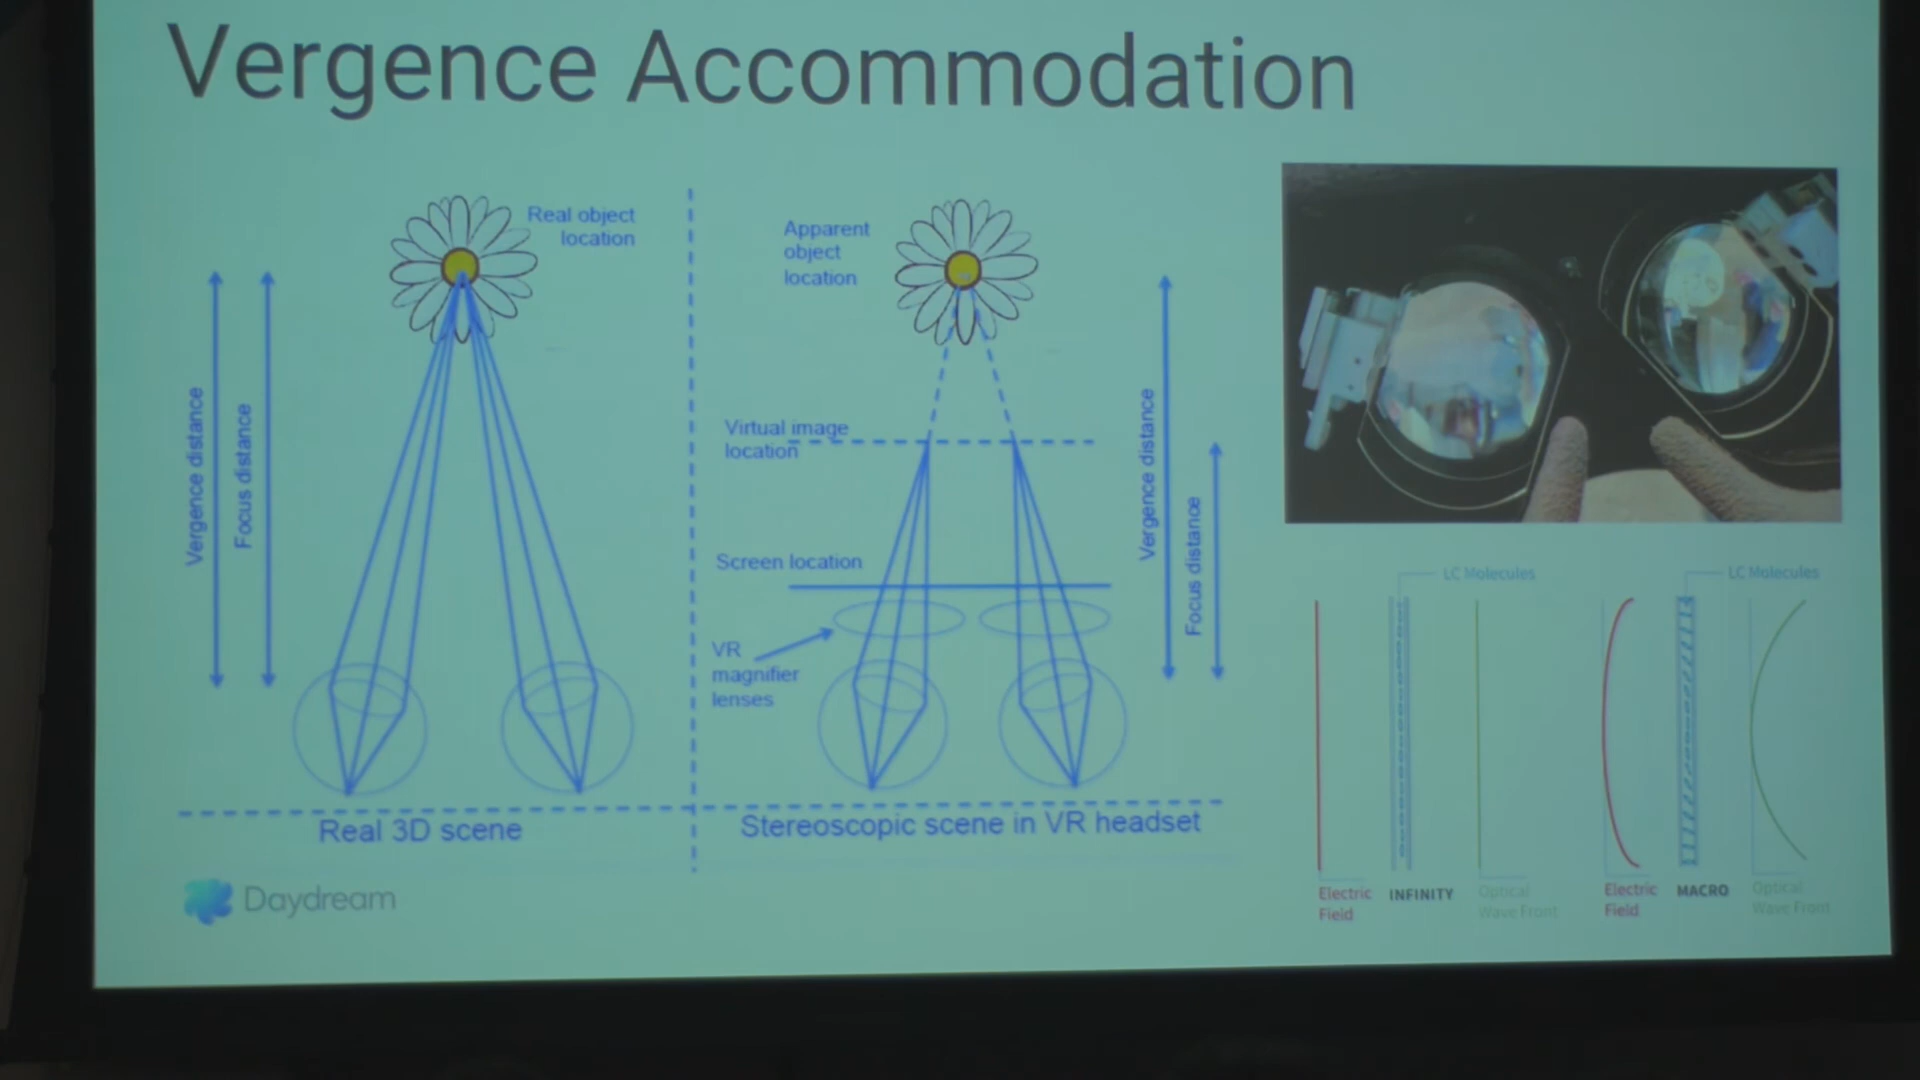 Vergence Accommodation
Real object
location
Vergence distance
Focus distance
Real 3D scene
Apparent
object
location
Virtual image
location
Screen location
VR
magnifier
lenses
Vergence distance
Focus distance
Stereoscopic scene in VR headset
LC Molecules
LC Molecules
Electric
Field
INFINITY
Optical
Wave Front
Electric
Field
MACRO
Optical
Wave Front
Daydream